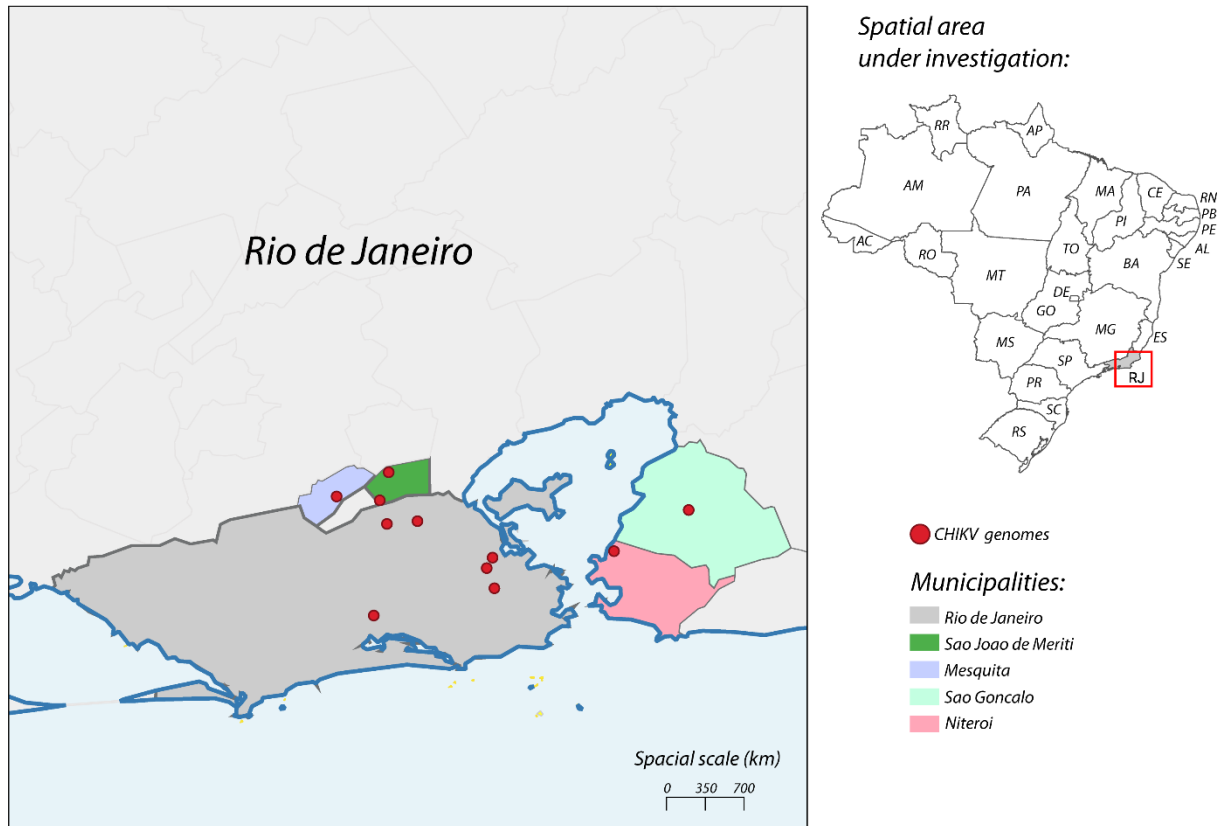 Rio de Janeiro
Spacial scale (km)
0 350 700
Spatial area
under investigation:
RR
AP
AM
PA
MA
CE
RN
PB
PE
AL
SE
PI
AC
RO
TO
BA
MT
DE
GO
MG
ES
MS
SP
RJ
PR
SC
RS
CHIKV genomes
Municipalities:
Rio de Janeiro
Sao Joao de Meriti
Mesquita
Sao Goncalo
Niteroi